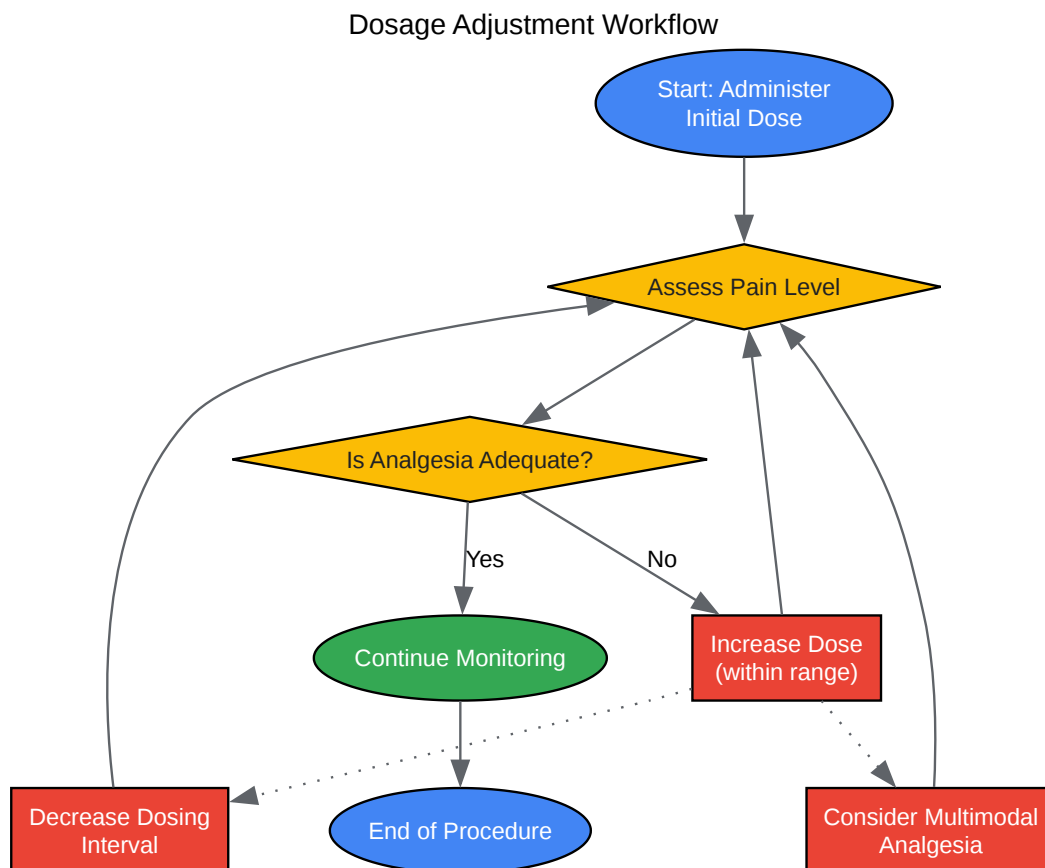 Dosage Adjustment Workflow
Start: Administer
Initial Dose
Assess Pain Level
Is Analgesia Adequate?
Yes
No
Continue Monitoring
Increase Dose
(within range)
Decrease Dosing
Interval
End of Procedure
Consider Multimodal
Analgesia